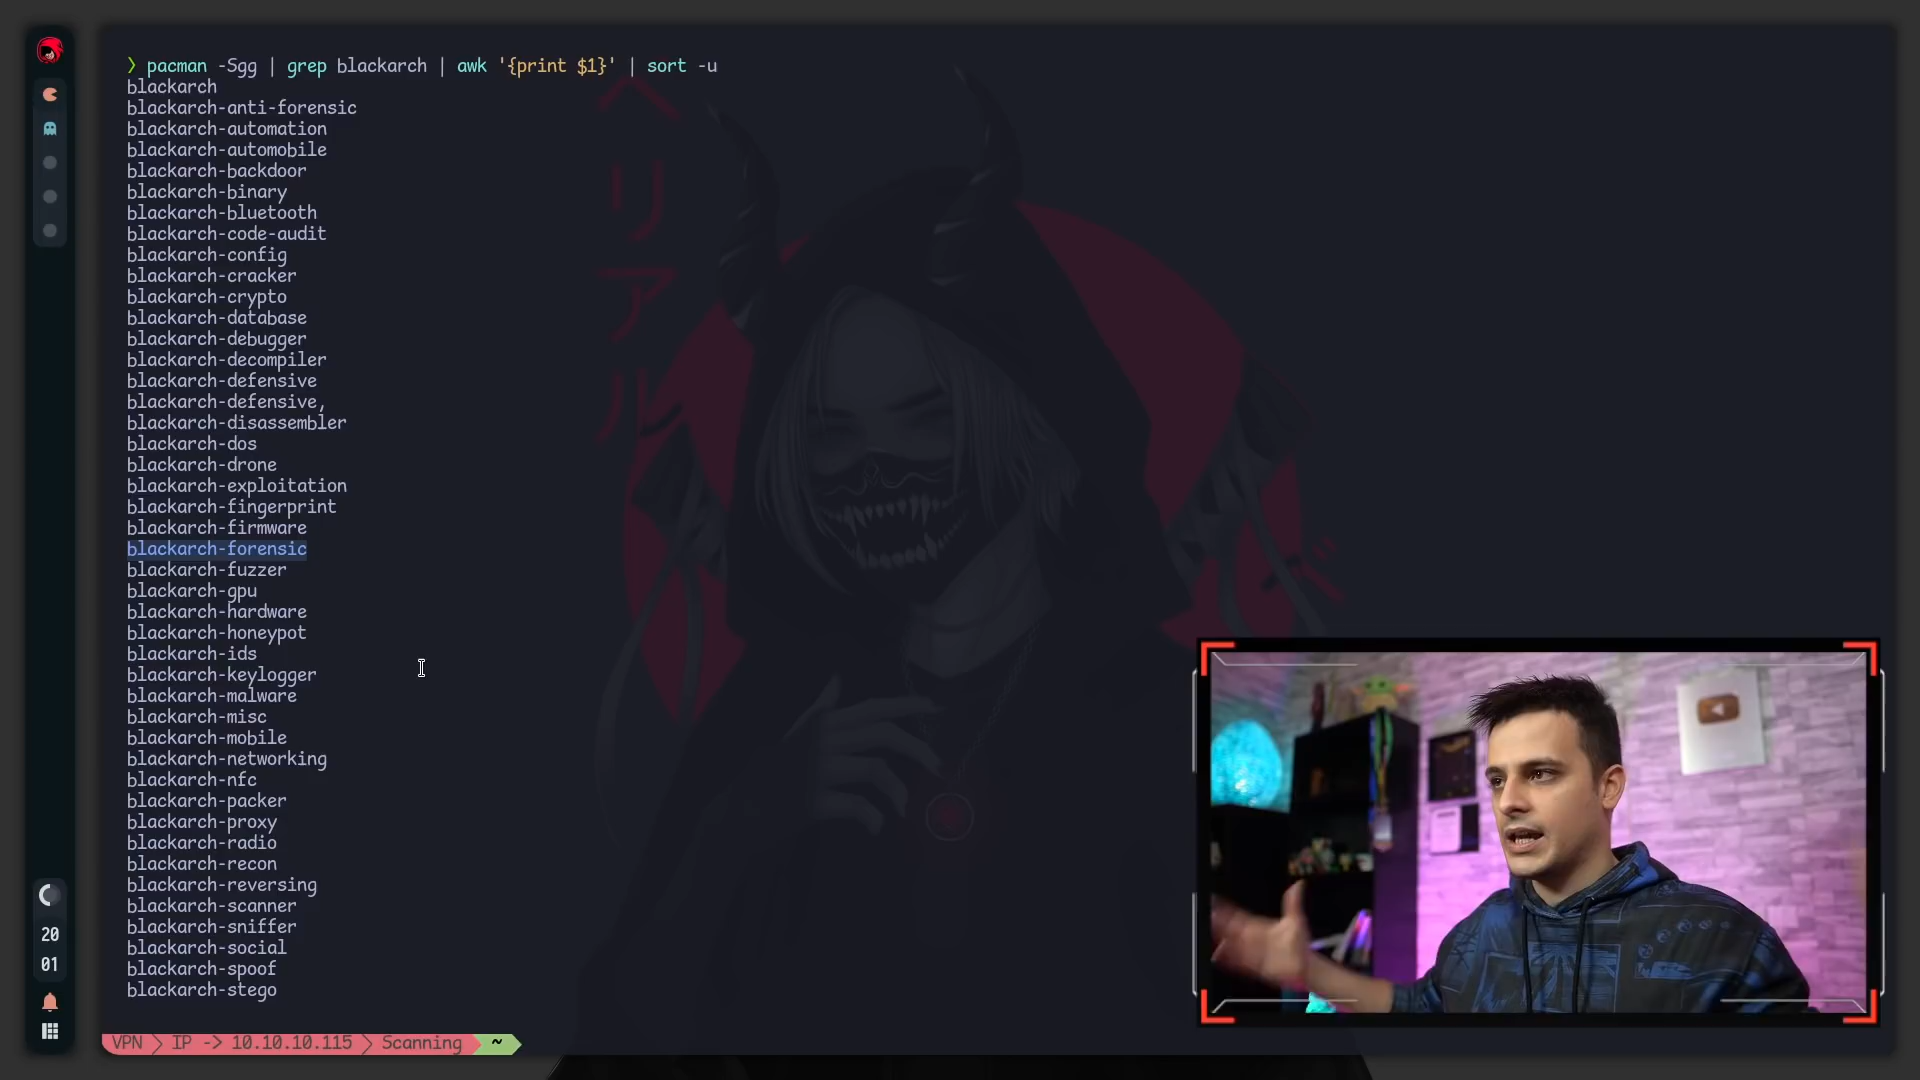 ❯ pacman -Sgg | grep blackarch | awk '{print $1}' | sort -u
blackarch
blackarch-anti-forensic
blackarch-automation
blackarch-automobile
blackarch-backdoor
blackarch-binary
blackarch-bluetooth
blackarch-code-audit
blackarch-config
blackarch-cracker
blackarch-crypto
blackarch-database
blackarch-debugger
blackarch-decompiler
blackarch-defensive
blackarch-defensive,
blackarch-disassembler
blackarch-dos
blackarch-drone
blackarch-exploitation
blackarch-fingerprint
blackarch-firmware
blackarch-forensic
blackarch-fuzzer
blackarch-gpu
blackarch-hardware
blackarch-honeypot
blackarch-ids
blackarch-keylogger
blackarch-malware
blackarch-misc
blackarch-mobile
blackarch-networking
blackarch-nfc
blackarch-packer
blackarch-proxy
blackarch-radio
blackarch-recon
blackarch-reversing
blackarch-scanner
blackarch-sniffer
blackarch-social
blackarch-spoof
blackarch-stego
VPN > IP -> 10.10.10.115 > Scanning ~
20
01